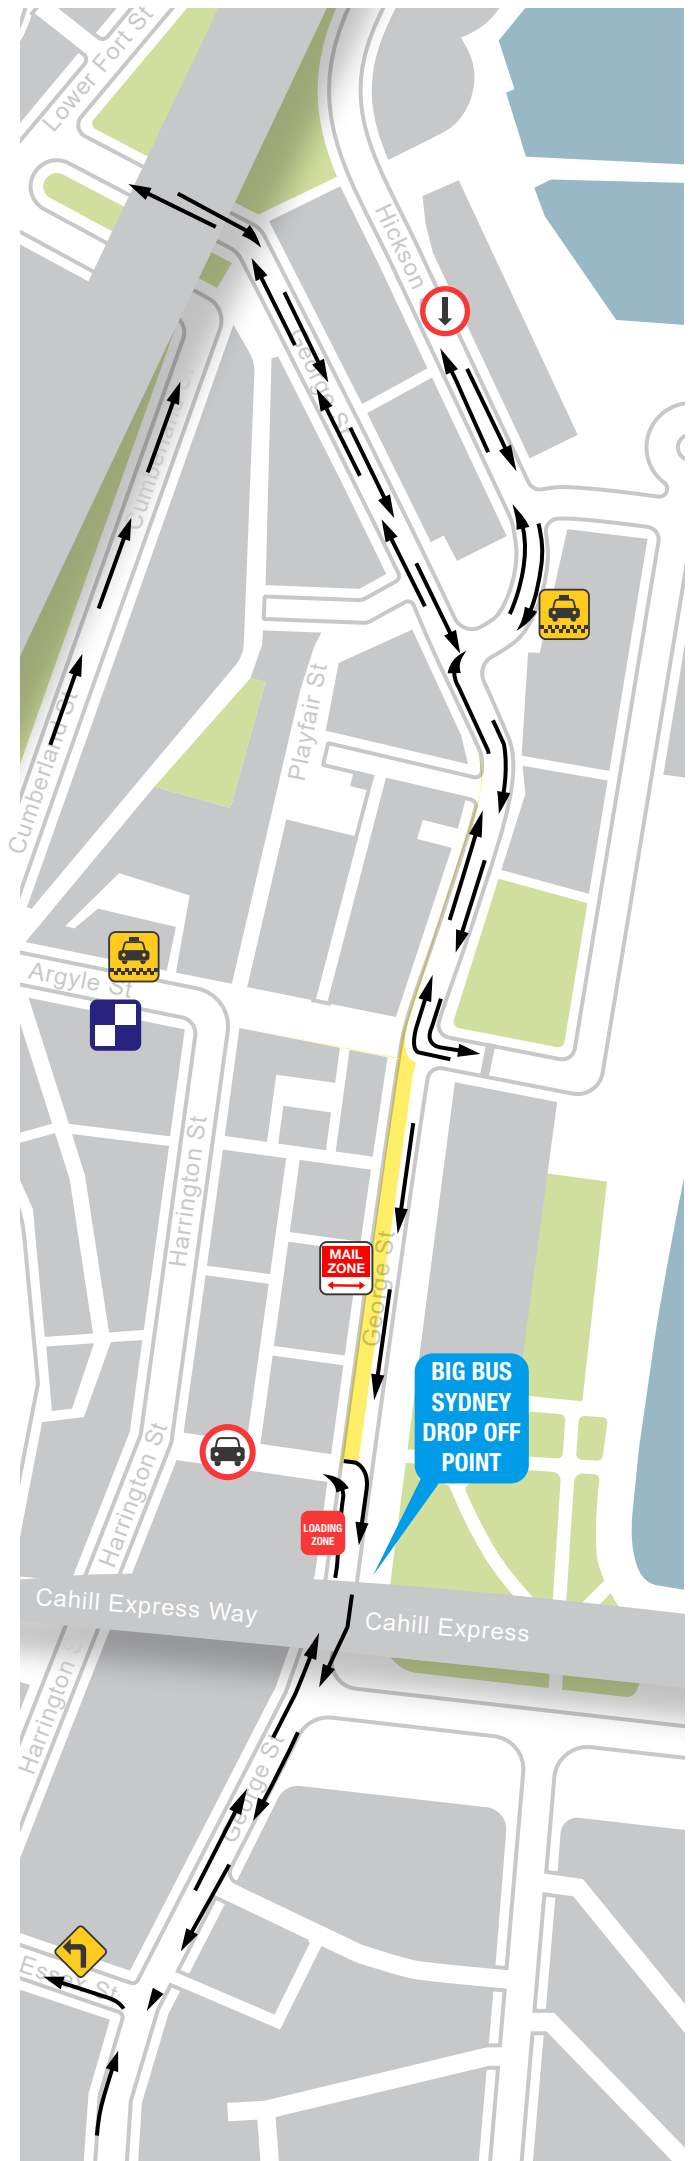 Lower Fort St
Hickson
George St
Cumberland St
Playfair St
Cumberland St
Argyle St
Harrington St
MAIL
ZONE
George St
BIG BUS
SYDNEY
DROP OFF
POINT
Harrington St
LOADING
ZONE
Cahill Express Way
Cahill Express
Harrington St
George St
Essex St